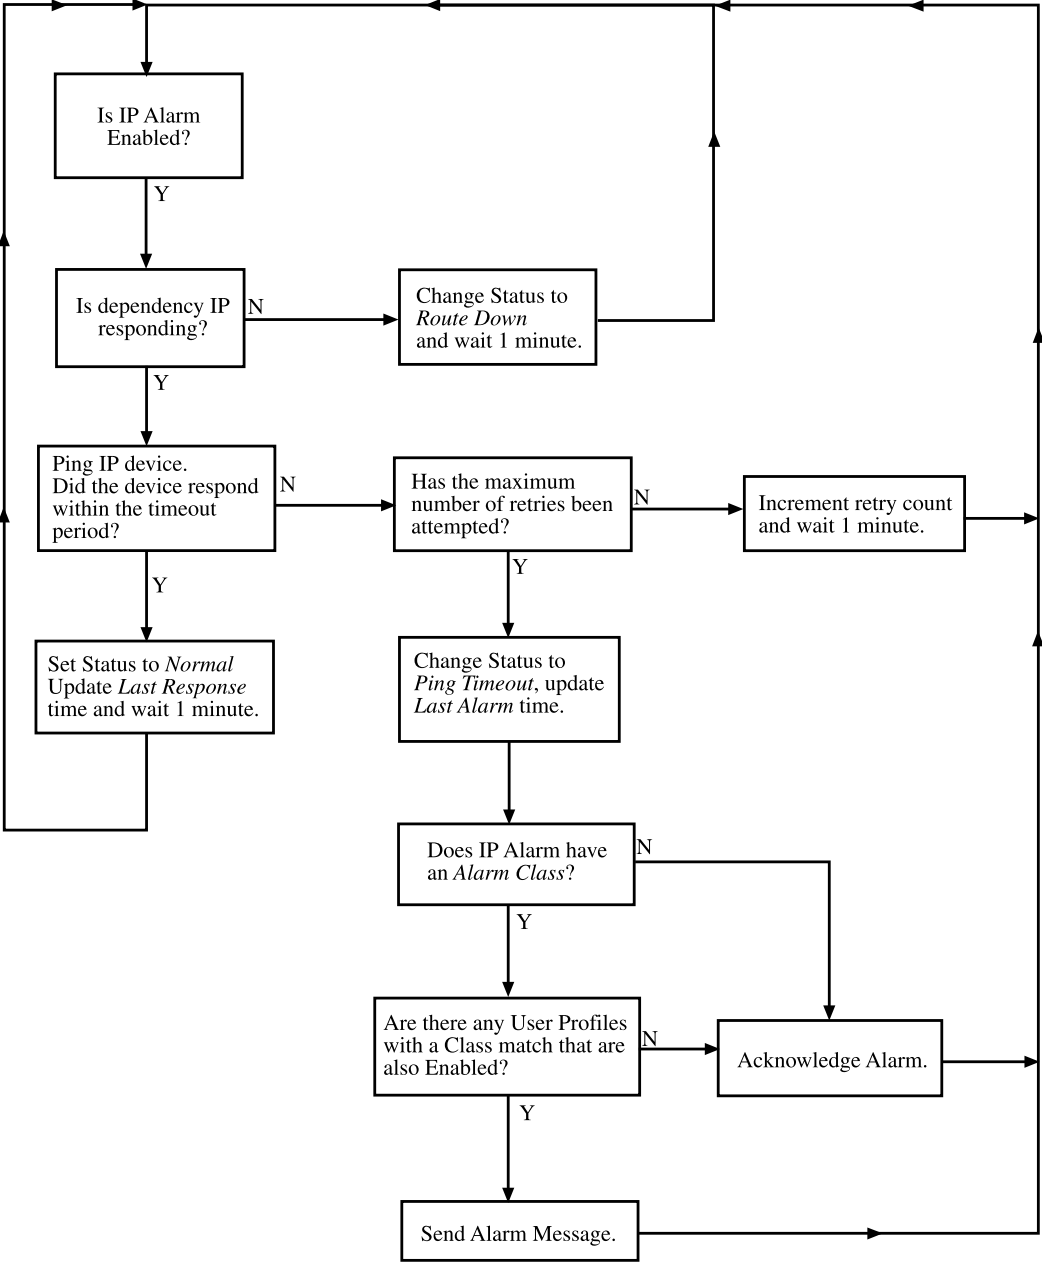 Is IP Alarm
Enabled?
Y
Is dependency IP
responding?
N
Change Status to
Route Down
and wait 1 minute.
Y
Ping IP device.
Did the device respond
within the timeout
period?
N
Has the maximum
number of retries been
attempted?
N
Increment retry count
and wait 1 minute.
Y
Y
Set Status to Normal
Update Last Response
time and wait 1 minute.
Change Status to
Ping Timeout, update
Last Alarm time.
Does IP Alarm have
an Alarm Class?
N
Y
Are there any User Profiles
with a Class match that are
also Enabled?
N
Acknowledge Alarm.
Y
Send Alarm Message.